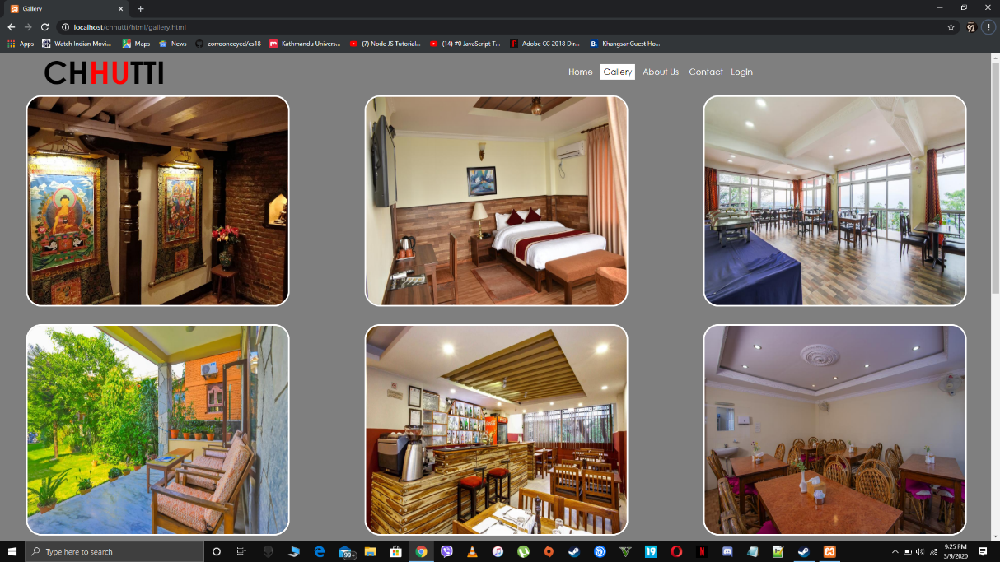 Gallery
localhost/chhutti/html/gallery.html
Apps Watch Indian Movi... Maps News zorrooneeyed/cs18 Kathmandu Univers... (7) Node JS Tutorial... (14) #0 JavaScript T... Adobe CC 2018 Dir... Khangsar Guest Ho...
CHHUTTI
Home Gallery About Us Contact Login
Type here to search
99+
19
9:25 PM
3/9/2020